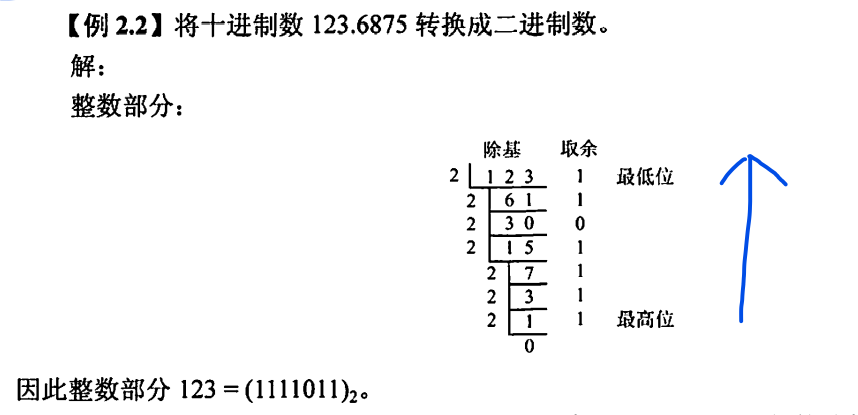 【例 2.2】将十进制数 123.6875 转换成二进制数。
解：
整数部分：
除基 取余
2 123 1 最低位
2 61 1
2 30 0
2 15 1
2 7 1
2 3 1
2 1 1 最高位
0
因此整数部分 123 = (1111011)₂。